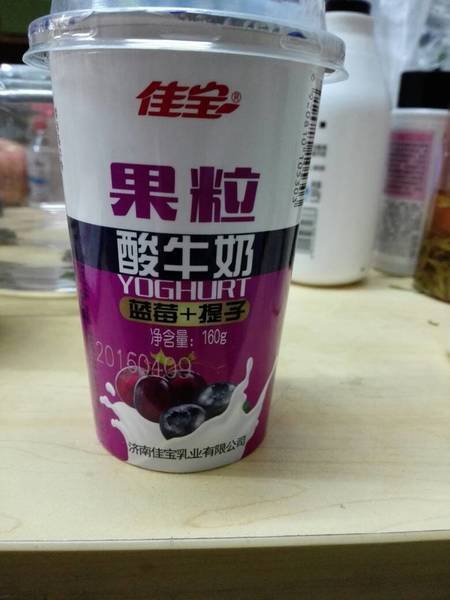 佳宝®
果粒
酸牛奶
YOGHURT
蓝莓+提子
净含量：160g
20160409
济南佳宝乳业有限公司